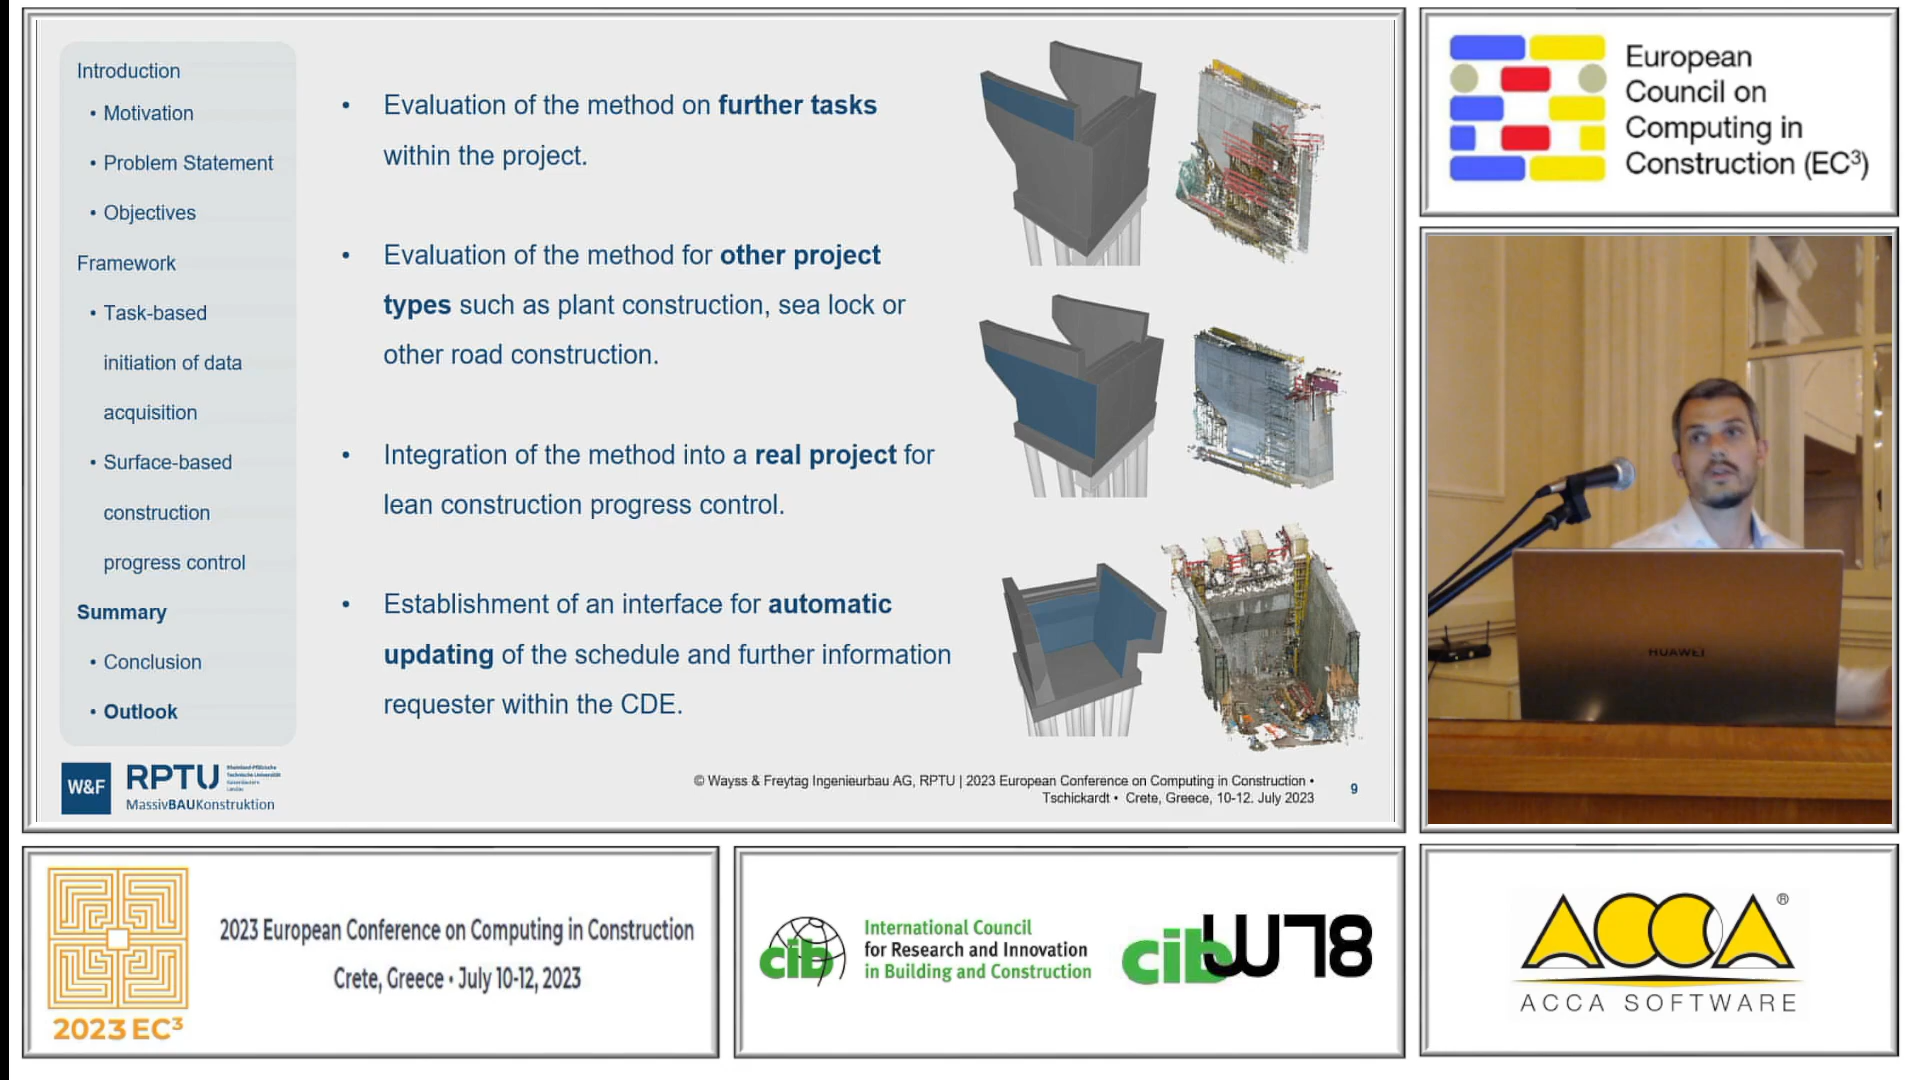 Introduction
• Motivation
• Problem Statement
• Objectives
Framework
• Task-based
initiation of data
acquisition
• Surface-based
construction
progress control
Summary
• Conclusion
• Outlook
• Evaluation of the method on further tasks
within the project.
• Evaluation of the method for other project
types such as plant construction, sea lock or
other road construction.
• Integration of the method into a real project for
lean construction progress control.
• Establishment of an interface for automatic
updating of the schedule and further information
requester within the CDE.
W&F
RPTU
MassivBAUKonstruktion
© Wayss & Freytag Ingenieurbau AG, RPTU | 2023 European Conference on Computing in Construction •
Tschickardt • Crete, Greece, 10-12. July 2023
9
European
Council on
Computing in
Construction (EC³)
HUAWEI
2023 EC³
2023 European Conference on Computing in Construction
Crete, Greece • July 10-12, 2023
cib
International Council
for Research and Innovation
in Building and Construction
cibW78
ACCA®
ACCA SOFTWARE